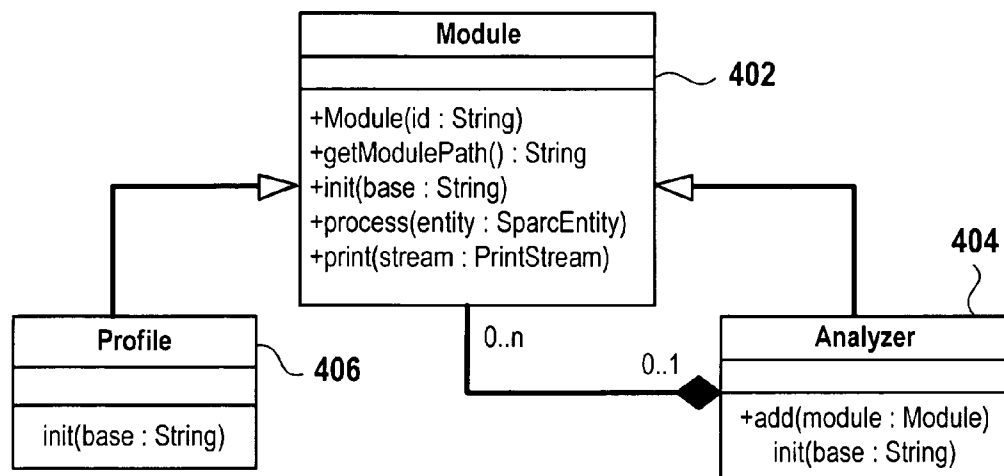 Module
402
+Module(id : String)
+getModulePath() : String
+init(base : String)
+process(entity : SparcEntity)
+print(stream : PrintStream)
404
Profile
406
init(base : String)
0..n
0..1
Analyzer
+add(module : Module)
init(base : String)